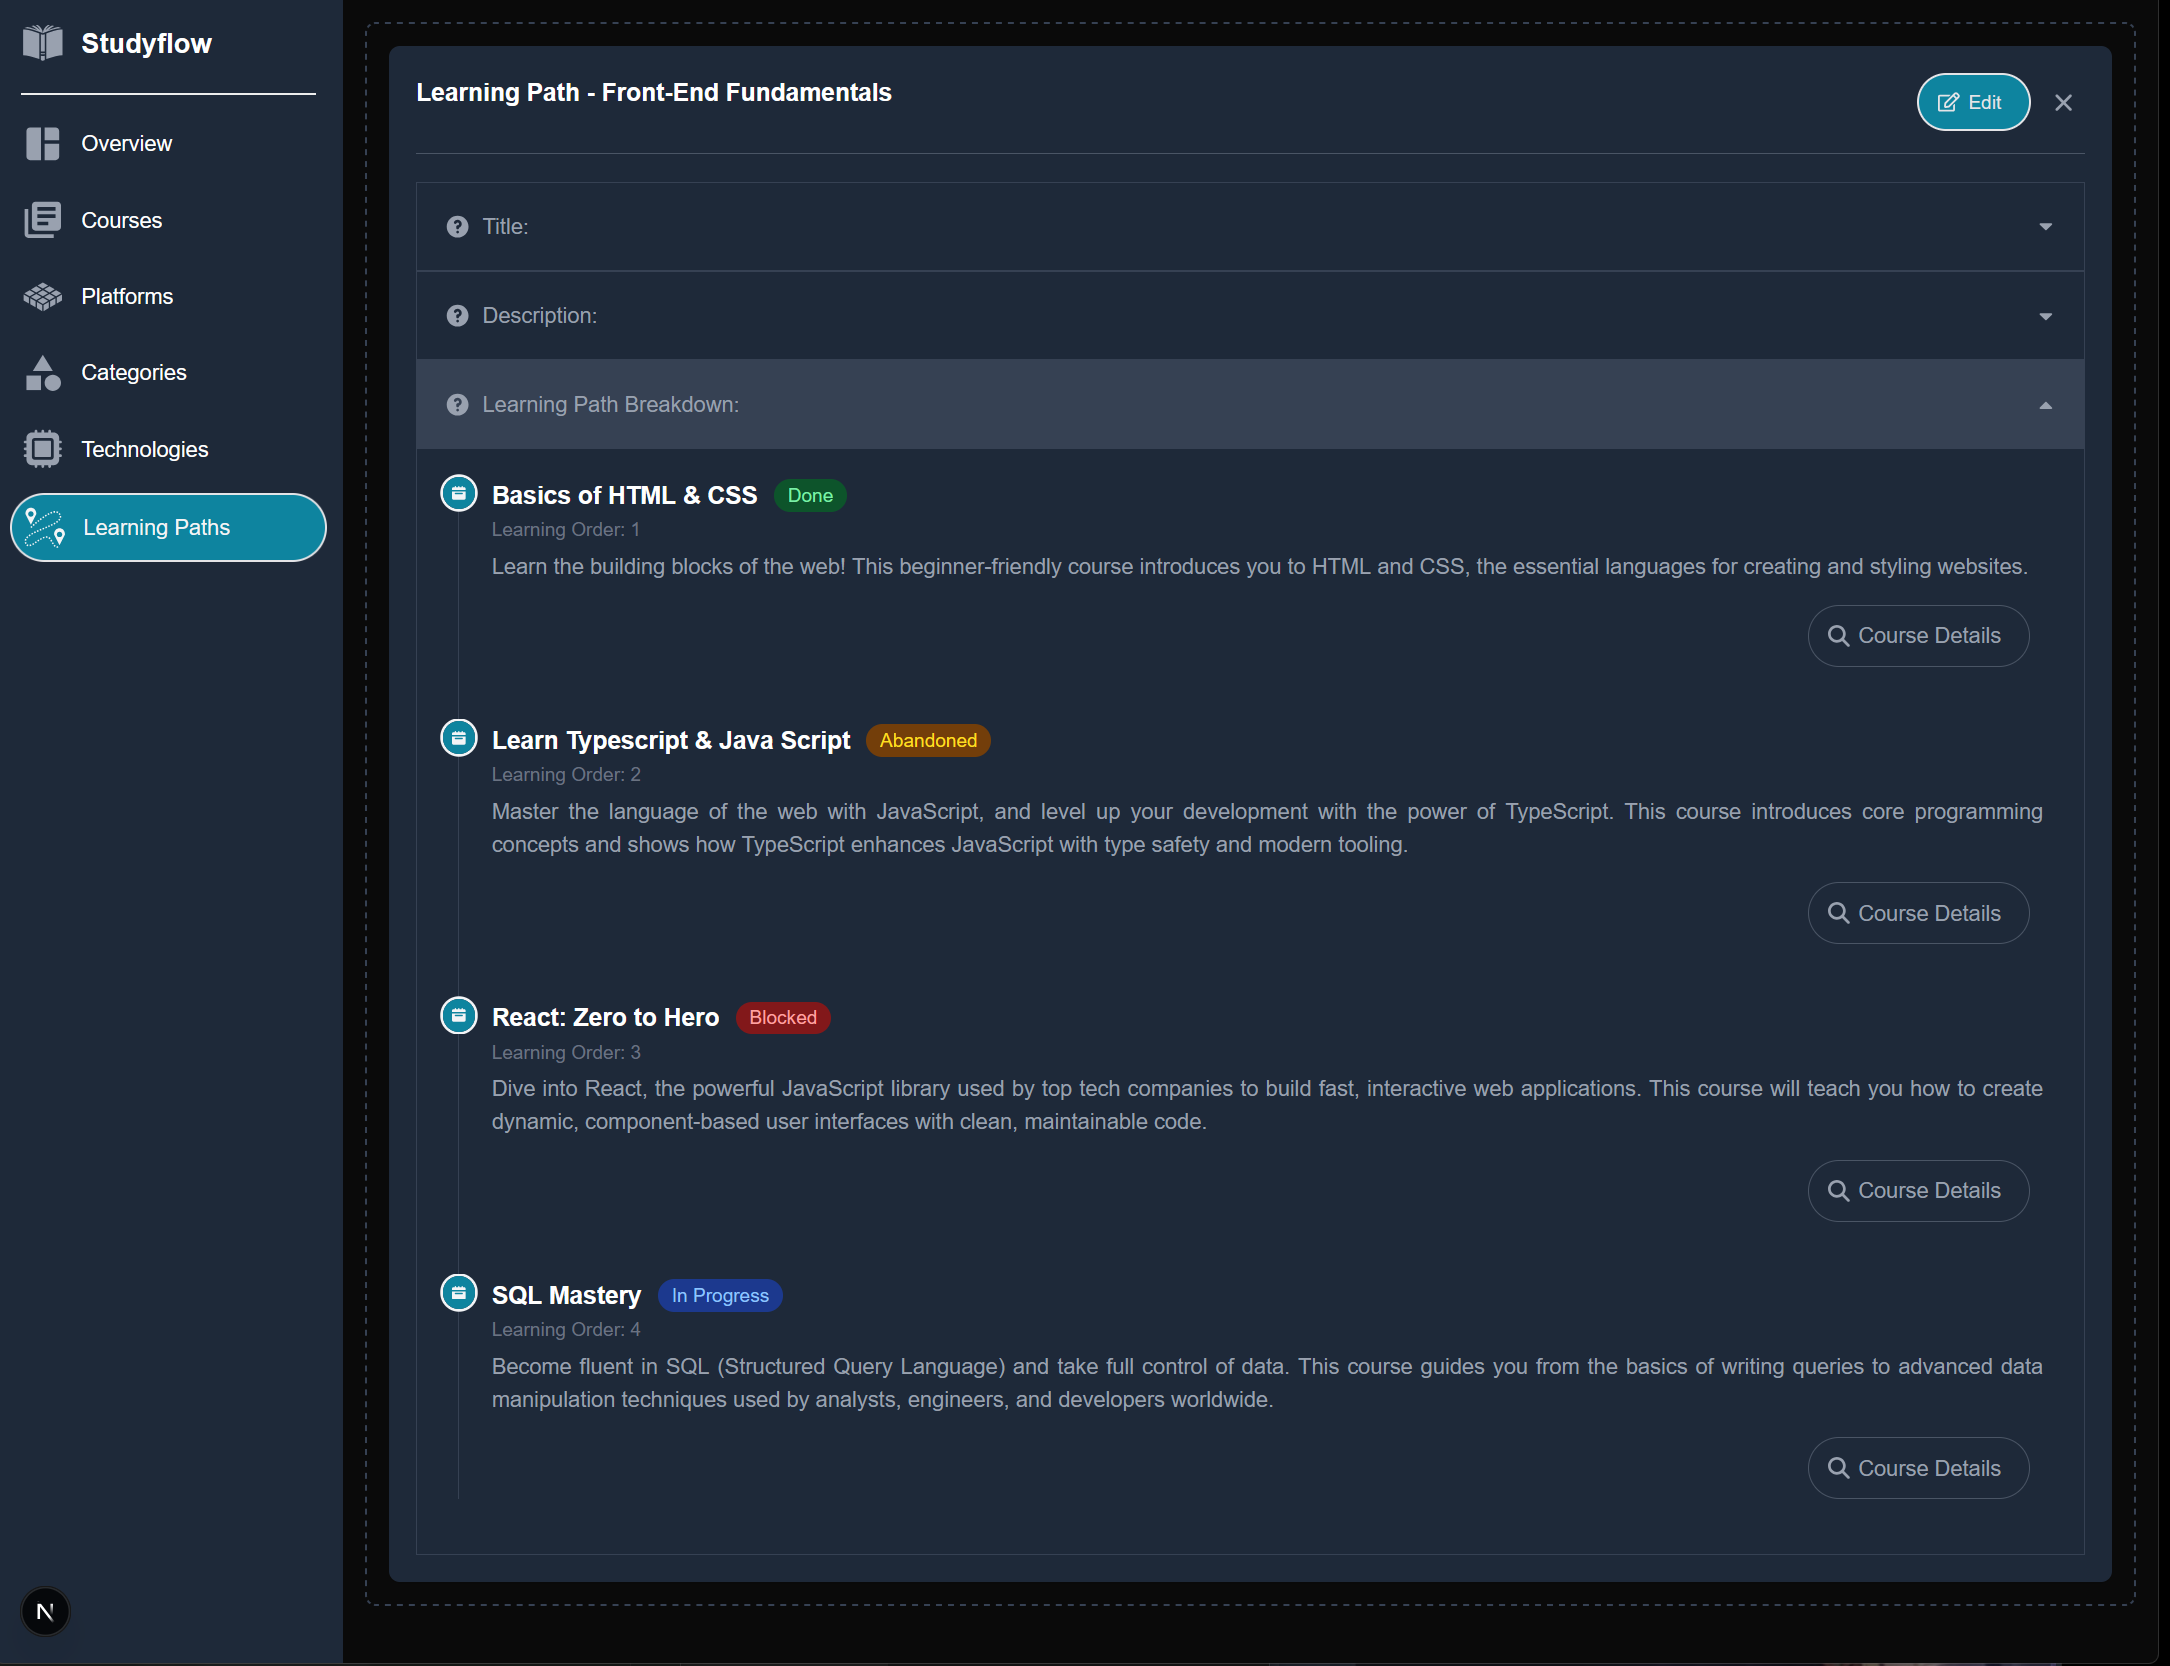 Studyflow
Overview
Courses
Platforms
Categories
Technologies
Learning Paths
N
Learning Path - Front-End Fundamentals
Edit
Title:
Description:
Learning Path Breakdown:
Basics of HTML & CSS Done
Learning Order: 1
Learn the building blocks of the web! This beginner-friendly course introduces you to HTML and CSS, the essential languages for creating and styling websites.
Course Details
Learn Typescript & Java Script Abandoned
Learning Order: 2
Master the language of the web with JavaScript, and level up your development with the power of TypeScript. This course introduces core programming
concepts and shows how TypeScript enhances JavaScript with type safety and modern tooling.
Course Details
React: Zero to Hero Blocked
Learning Order: 3
Dive into React, the powerful JavaScript library used by top tech companies to build fast, interactive web applications. This course will teach you how to create
dynamic, component-based user interfaces with clean, maintainable code.
Course Details
SQL Mastery In Progress
Learning Order: 4
Become fluent in SQL (Structured Query Language) and take full control of data. This course guides you from the basics of writing queries to advanced data
manipulation techniques used by analysts, engineers, and developers worldwide.
Course Details